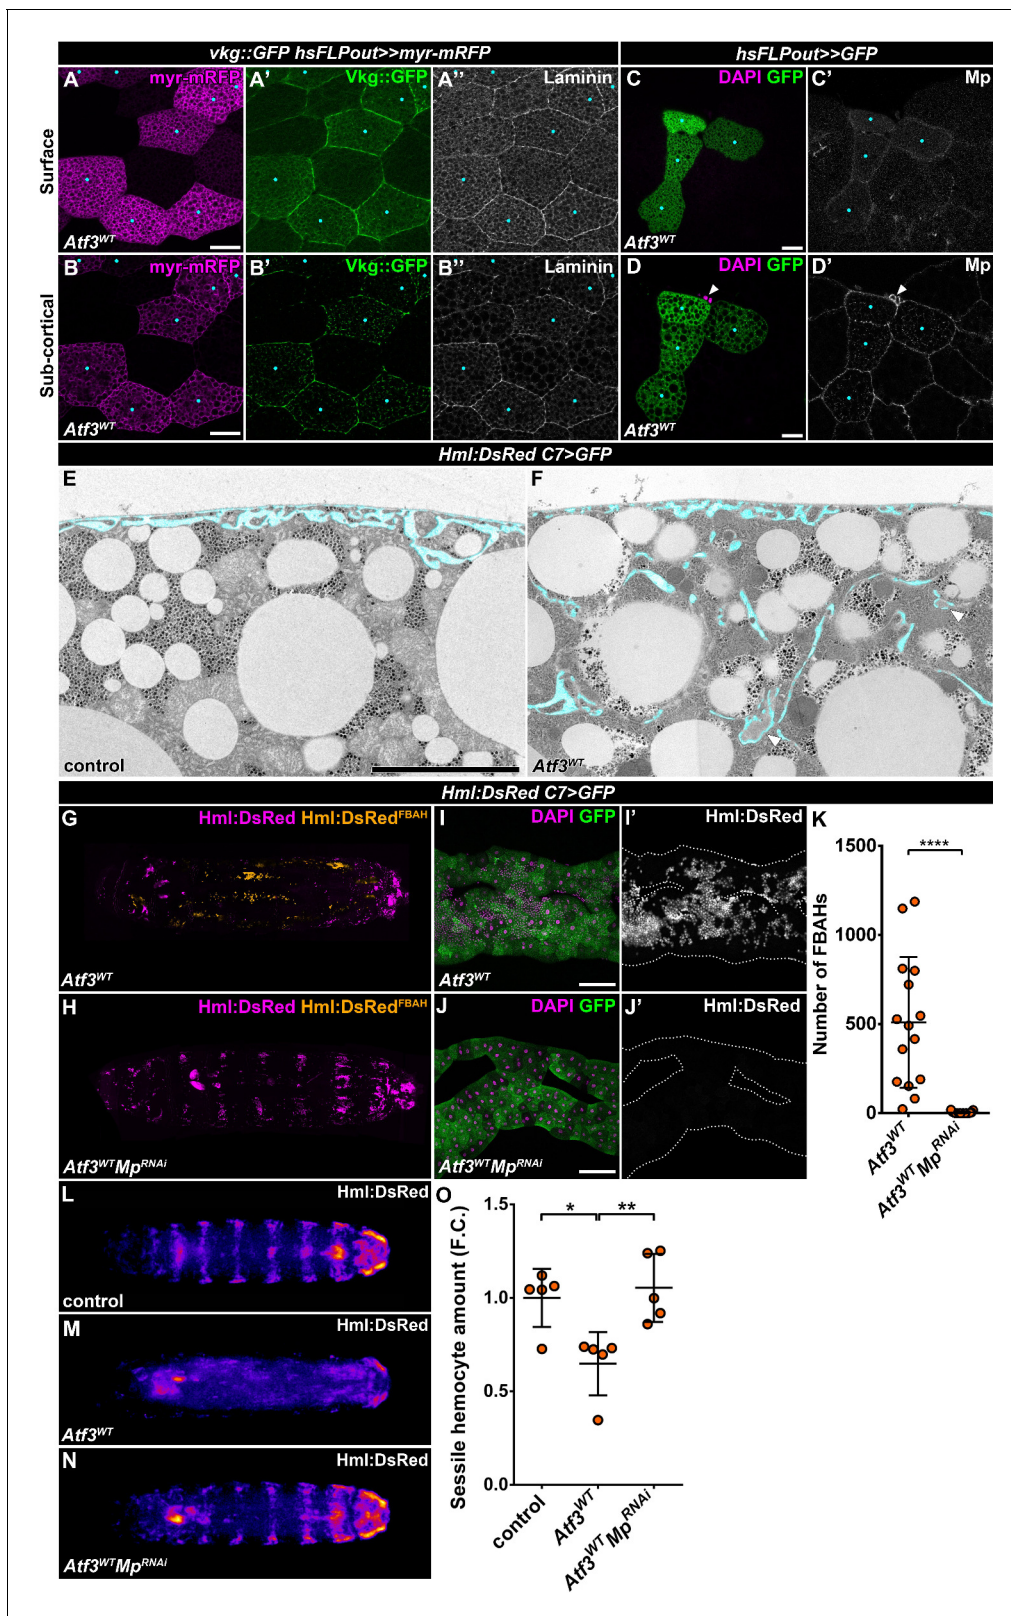 vkg::GFP hsFLPout>>myr-mRFP
hsFLPout>>GFP
Surface
A
myr-mRFP
Atf3WT
A'
Vkg::GFP
A''
Laminin
C
DAPI GFP
Atf3WT
C'
Mp
Sub-cortical
B
myr-mRFP
Atf3WT
B'
Vkg::GFP
B''
Laminin
D
DAPI GFP
Atf3WT
D'
Mp
Hml:DsRed C7>GFP
E
control
F
Atf3WT
Hml:DsRed C7>GFP
G
Hml:DsRed Hml:DsRedFBAH
Atf3WT
I
DAPI GFP
Atf3WT
I'
Hml:DsRed
H
Hml:DsRed Hml:DsRedFBAH
Atf3WTMpRNAi
J
DAPI GFP
Atf3WTMpRNAi
J'
Hml:DsRed
K
Number of FBAHs
1500
1000
500
0
****
Atf3WT
Atf3WTMpRNAi
L
Hml:DsRed
control
M
Hml:DsRed
Atf3WT
N
Hml:DsRed
Atf3WTMpRNAi
O
Sessile hemocyte amount (F.C.)
1.5
1.0
0.5
0.0
*
**
control
Atf3WT
Atf3WTMpRNAi